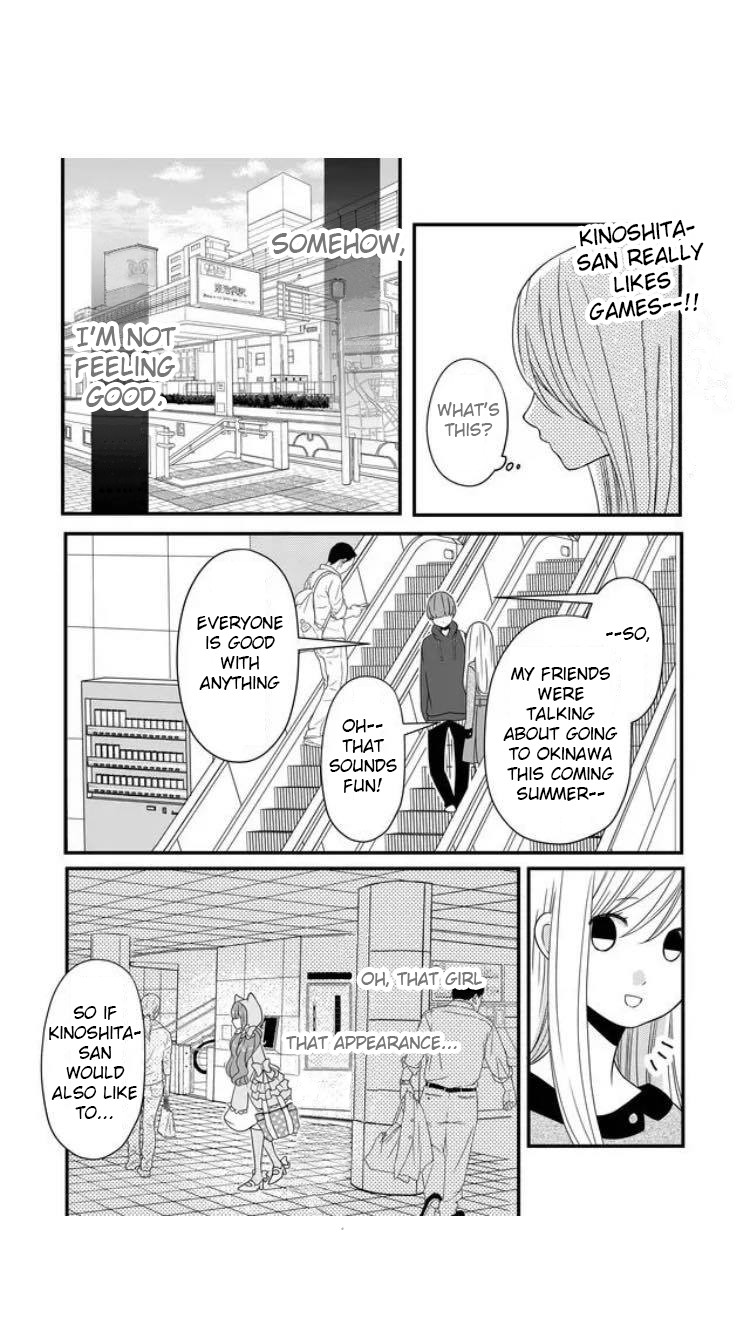 KINOSHITA-
SAN REALLY
LIKES
GAMES--!!
WHAT'S
THIS?
SOMEHOW,
I'M NOT
FEELING
GOOD.
--SO,
MY FRIENDS
WERE
TALKING
ABOUT GOING
TO OKINAWA
THIS COMING
SUMMER--
OH--
THAT
SOUNDS
FUN!
EVERYONE
IS GOOD
WITH
ANYTHING
OH, THAT GIRL
THAT APPEARANCE...
SO IF
KINOSHITA-
SAN
WOULD
ALSO LIKE
TO...